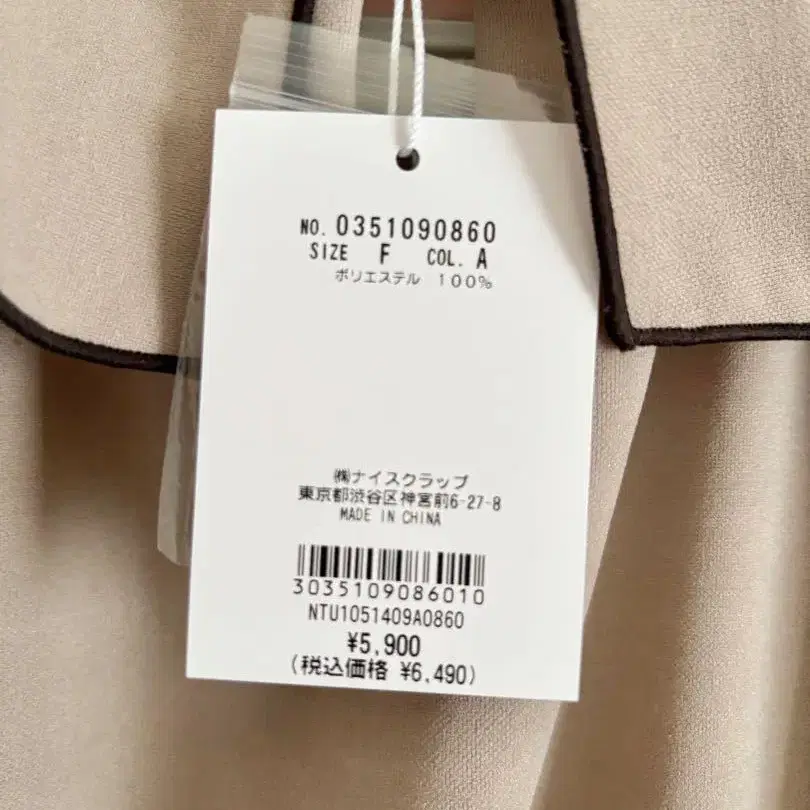 NO. 0351090860
SIZE F COL. A
ポリエステル 100%
㈱ナイスクラップ
東京都渋谷区神宮前6-27-8
MADE IN CHINA
3035109086010
NTU1051409A0860
¥5,900
(税込価格 ¥6,490)